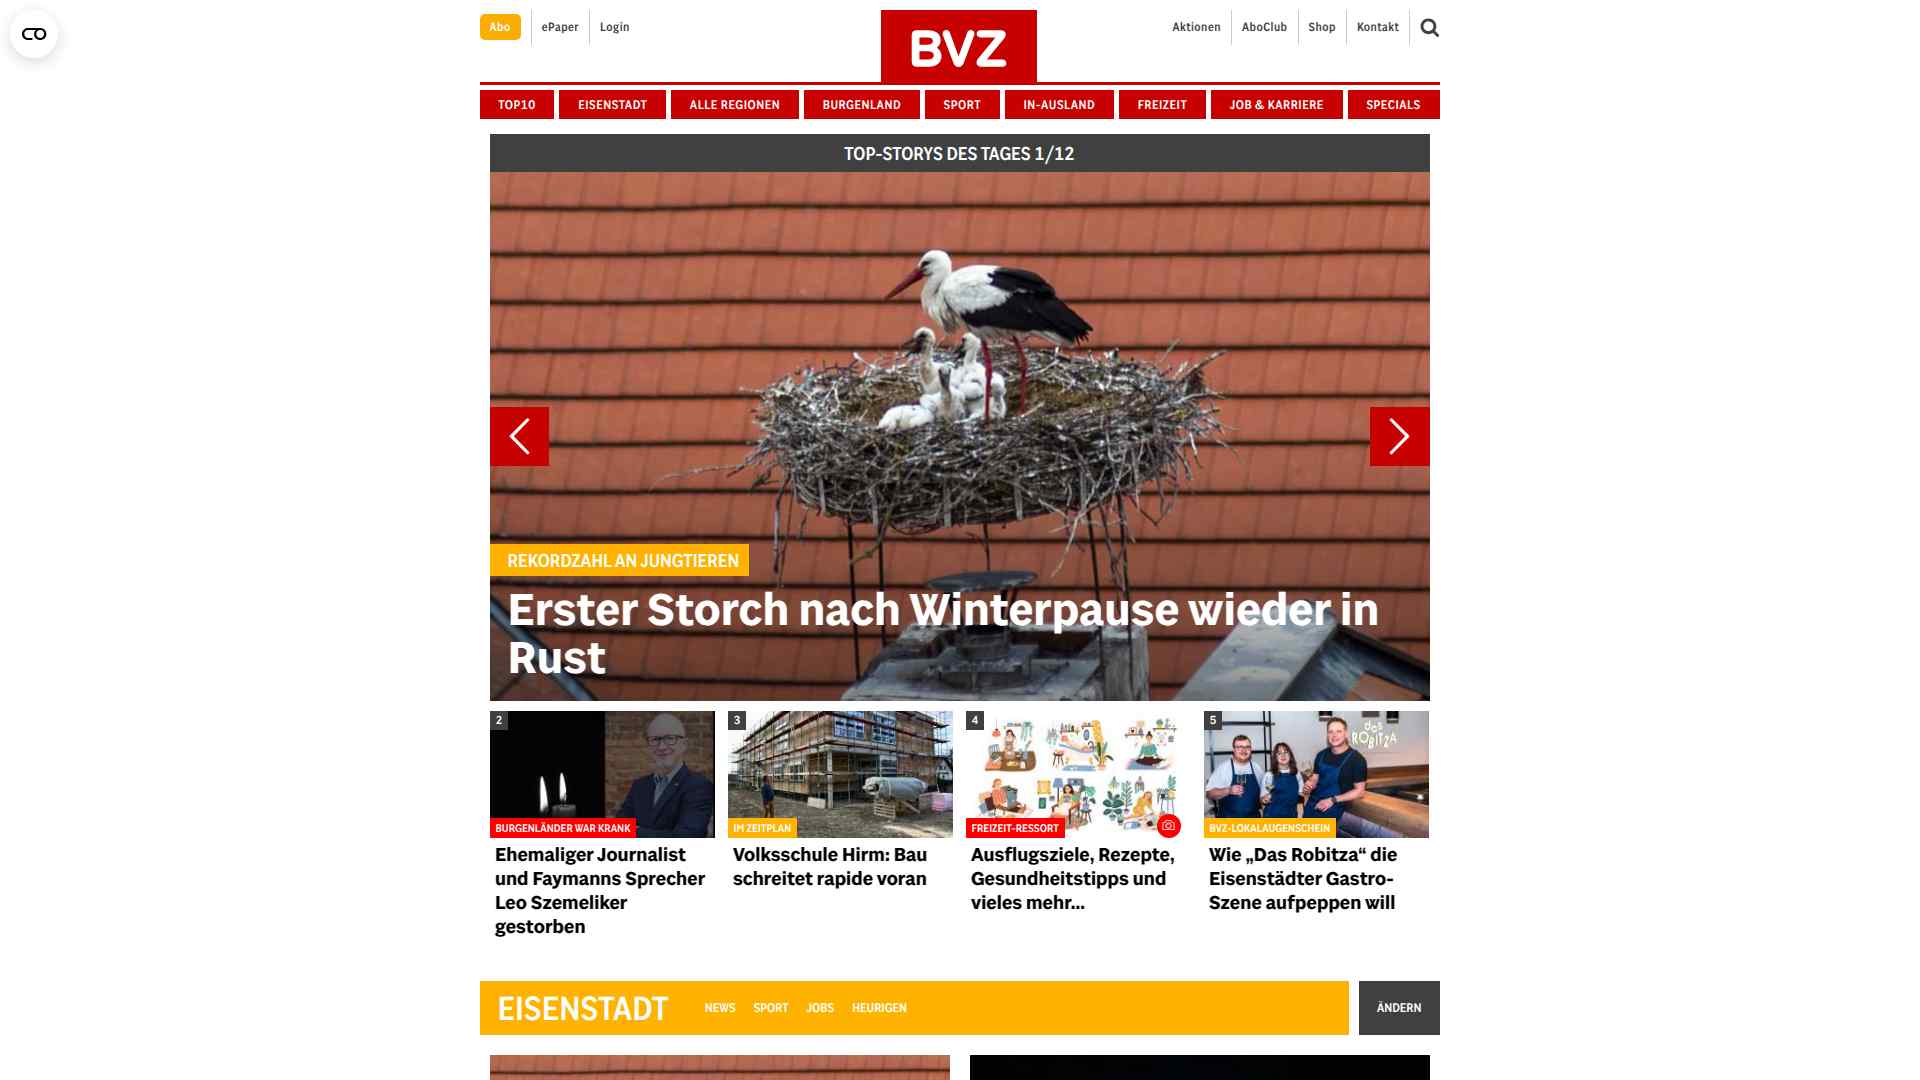 Abo
ePaper
Login
BVZ
Aktionen
AboClub
Shop
Kontakt
TOP10
EISENSTADT
ALLE REGIONEN
BURGENLAND
SPORT
IN-AUSLAND
FREIZEIT
JOB & KARRIERE
SPECIALS
TOP-STORYS DES TAGES 1/12
REKORDZAHL AN JUNGTIEREN
Erster Storch nach Winterpause wieder in
Rust
2
BURGENLÄNDER WAR KRANK
Ehemaliger Journalist
und Faymanns Sprecher
Leo Szemeliker
gestorben
3
IM ZEITPLAN
Volksschule Hirm: Bau
schreitet rapide voran
4
FREIZEIT-RESSORT
Ausflugsziele, Rezepte,
Gesundheitstipps und
vieles mehr...
5
das
ROBITZA
BVZ-LOKALAUGENSCHEIN
Wie „Das Robitza“ die
Eisenstädter Gastro-
Szene aufpeppen will
EISENSTADT
NEWS
SPORT
JOBS
HEURIGEN
ÄNDERN